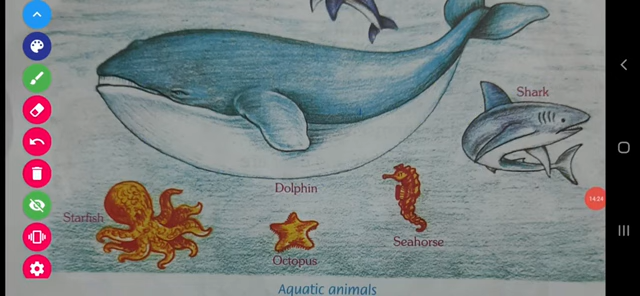 Shark
Dolphin
Starfish
Seahorse
Octopus
Aquatic animals
14:24